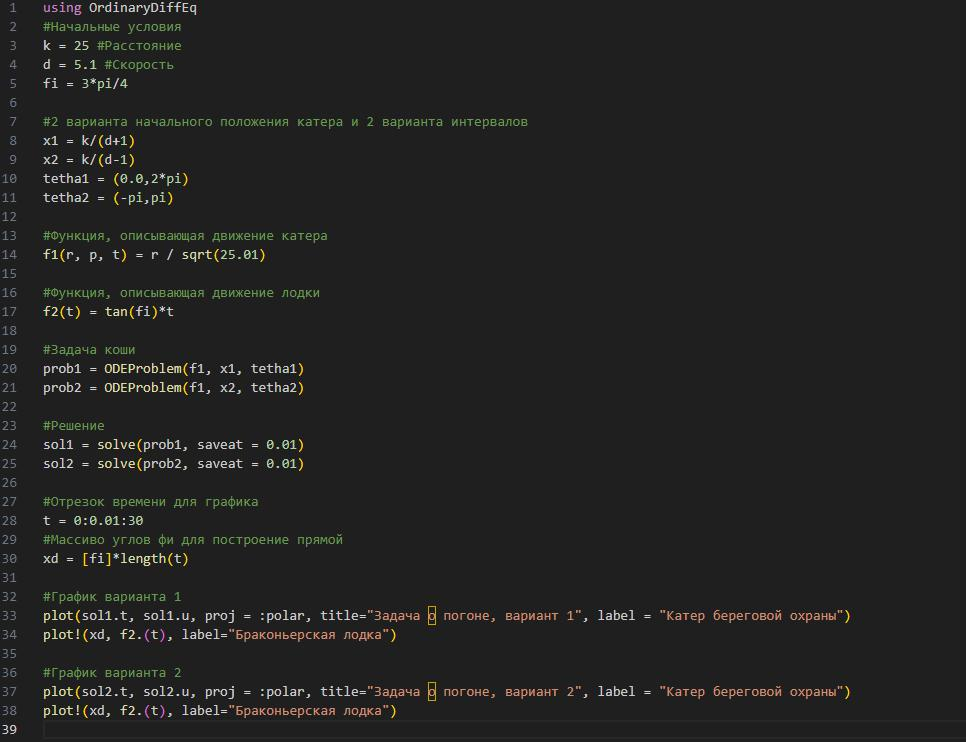 1 using OrdinaryDiffEq
2 #Начальные условия
3 k = 25 #Расстояние
4 d = 5.1 #Скорость
5 fi = 3*pi/4
6
7 #2 варианта начального положения катера и 2 варианта интервалов
8 x1 = k/(d+1)
9 x2 = k/(d-1)
10 tetha1 = (0.0,2*pi)
11 tetha2 = (-pi,pi)
12
13 #Функция, описывающая движение катера
14 f1(r, p, t) = r / sqrt(25.01)
15
16 #Функция, описывающая движение лодки
17 f2(t) = tan(fi)*t
18
19 #Задача коши
20 prob1 = ODEProblem(f1, x1, tetha1)
21 prob2 = ODEProblem(f1, x2, tetha2)
22
23 #Решение
24 sol1 = solve(prob1, saveat = 0.01)
25 sol2 = solve(prob2, saveat = 0.01)
26
27 #Отрезок времени для графика
28 t = 0:0.01:30
29 #Массиво углов фи для построение прямой
30 xd = [fi]*length(t)
31
32 #График варианта 1
33 plot(sol1.t, sol1.u, proj = :polar, title="Задача о погоне, вариант 1", label = "Катер береговой охраны")
34 plot!(xd, f2.(t), label="Браконьерская лодка")
35
36 #График варианта 2
37 plot(sol2.t, sol2.u, proj = :polar, title="Задача о погоне, вариант 2", label = "Катер береговой охраны")
38 plot!(xd, f2.(t), label="Браконьерская лодка")
39